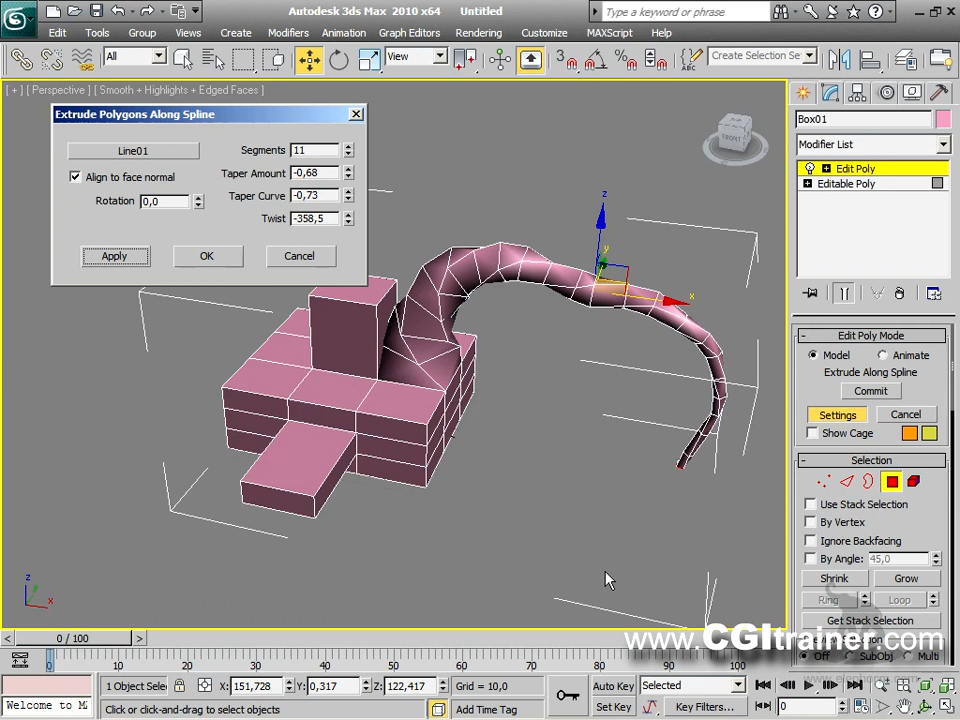 Autodesk 3ds Max 2010 x64 Untitled
Type a keyword or phrase
Edit Tools Group Views Create Modifiers Animation Graph Editors Rendering Customize MAXScript Help
All View Create Selection Se
[ + ] [ Perspective ] [ Smooth + Highlights + Edged Faces ]
Extrude Polygons Along Spline
Line01
Segments 11
Align to face normal
Taper Amount -0,68
Rotation 0,0
Taper Curve -0,73
Twist -358,5
Apply OK Cancel
FRONT
z
y
x
z
x
Box01
Modifier List
Edit Poly
Editable Poly
Edit Poly Mode
Model Animate
Extrude Along Spline
Commit
Settings Cancel
Show Cage
Selection
Use Stack Selection
By Vertex
Ignore Backfacing
By Angle: 45,0
Shrink Grow
Ring Loop
Get Stack Selection
Off SubObj Multi
www.CGItrainer.com
0 / 100
0 10 20 30 40 50 60 70 80 90 100
1 Object Sele X: 151,728 Y: 0,317 Z: 122,417 Grid = 10,0 Auto Key Selected
Welcome to M Click or click-and-drag to select objects Add Time Tag Set Key Key Filters... 0